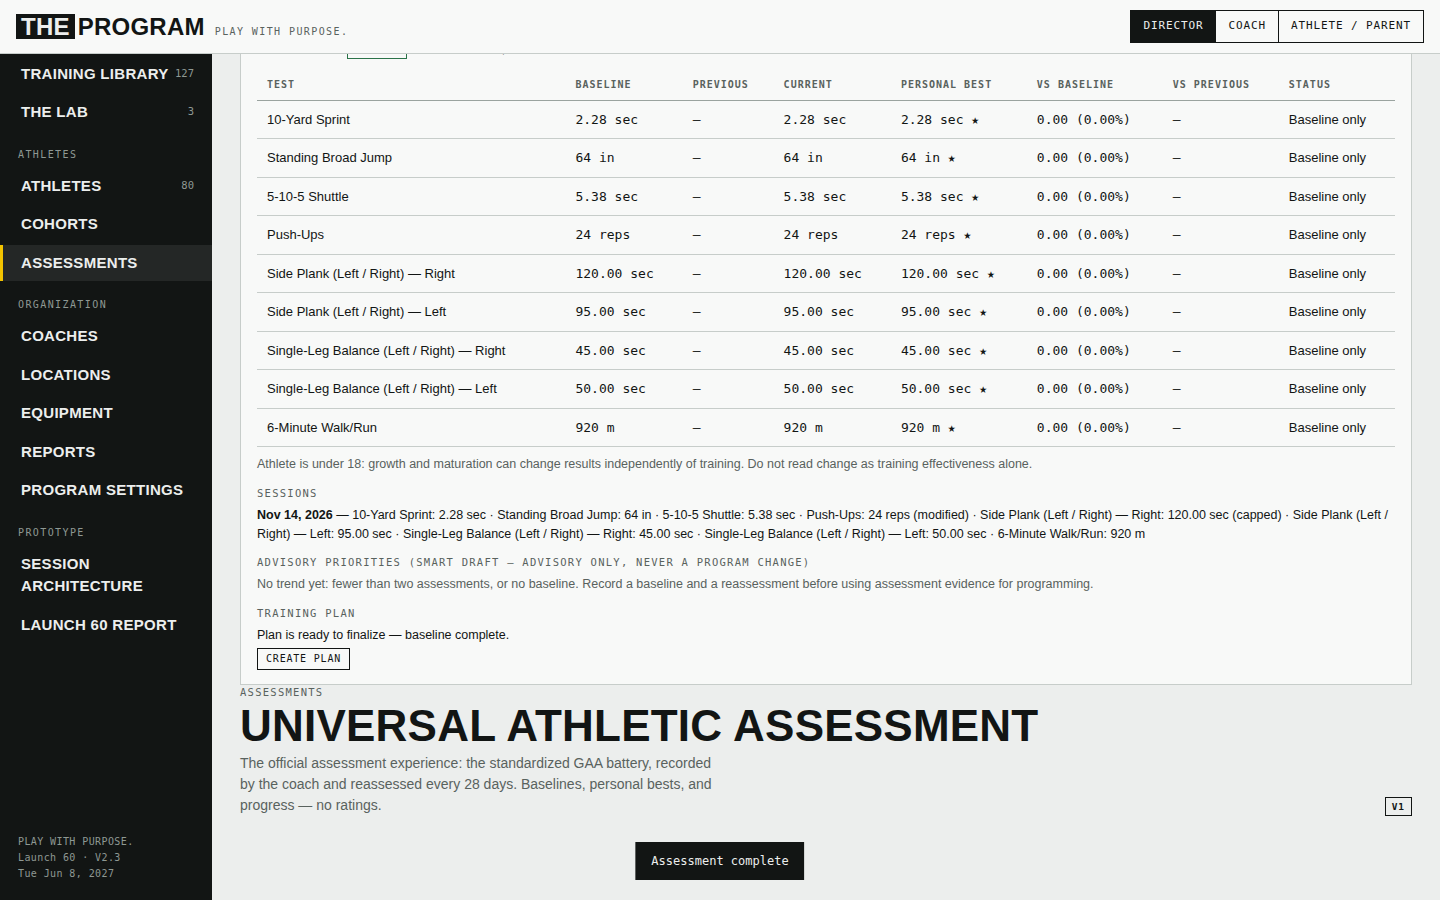 THE PROGRAM PLAY WITH PURPOSE.
DIRECTOR COACH ATHLETE / PARENT
TRAINING LIBRARY 127
THE LAB 3
ATHLETES
ATHLETES 80
COHORTS
ASSESSMENTS
ORGANIZATION
COACHES
LOCATIONS
EQUIPMENT
REPORTS
PROGRAM SETTINGS
PROTOTYPE
SESSION
ARCHITECTURE
LAUNCH 60 REPORT
PLAY WITH PURPOSE.
Launch 60 · V2.3
Tue Jun 8, 2027
TEST BASELINE PREVIOUS CURRENT PERSONAL BEST VS BASELINE VS PREVIOUS STATUS
10-Yard Sprint 2.28 sec — 2.28 sec 2.28 sec ★ 0.00 (0.00%) — Baseline only
Standing Broad Jump 64 in — 64 in 64 in ★ 0.00 (0.00%) — Baseline only
5-10-5 Shuttle 5.38 sec — 5.38 sec 5.38 sec ★ 0.00 (0.00%) — Baseline only
Push-Ups 24 reps — 24 reps 24 reps ★ 0.00 (0.00%) — Baseline only
Side Plank (Left / Right) — Right 120.00 sec — 120.00 sec 120.00 sec ★ 0.00 (0.00%) — Baseline only
Side Plank (Left / Right) — Left 95.00 sec — 95.00 sec 95.00 sec ★ 0.00 (0.00%) — Baseline only
Single-Leg Balance (Left / Right) — Right 45.00 sec — 45.00 sec 45.00 sec ★ 0.00 (0.00%) — Baseline only
Single-Leg Balance (Left / Right) — Left 50.00 sec — 50.00 sec 50.00 sec ★ 0.00 (0.00%) — Baseline only
6-Minute Walk/Run 920 m — 920 m 920 m ★ 0.00 (0.00%) — Baseline only
Athlete is under 18: growth and maturation can change results independently of training. Do not read change as training effectiveness alone.
SESSIONS
Nov 14, 2026 — 10-Yard Sprint: 2.28 sec · Standing Broad Jump: 64 in · 5-10-5 Shuttle: 5.38 sec · Push-Ups: 24 reps (modified) · Side Plank (Left / Right) — Right: 120.00 sec (capped) · Side Plank (Left /
Right) — Left: 95.00 sec · Single-Leg Balance (Left / Right) — Right: 45.00 sec · Single-Leg Balance (Left / Right) — Left: 50.00 sec · 6-Minute Walk/Run: 920 m
ADVISORY PRIORITIES (SMART DRAFT — ADVISORY ONLY, NEVER A PROGRAM CHANGE)
No trend yet: fewer than two assessments, or no baseline. Record a baseline and a reassessment before using assessment evidence for programming.
TRAINING PLAN
Plan is ready to finalize — baseline complete.
CREATE PLAN
ASSESSMENTS
UNIVERSAL ATHLETIC ASSESSMENT
The official assessment experience: the standardized GAA battery, recorded
by the coach and reassessed every 28 days. Baselines, personal bests, and
progress — no ratings.
V1
Assessment complete